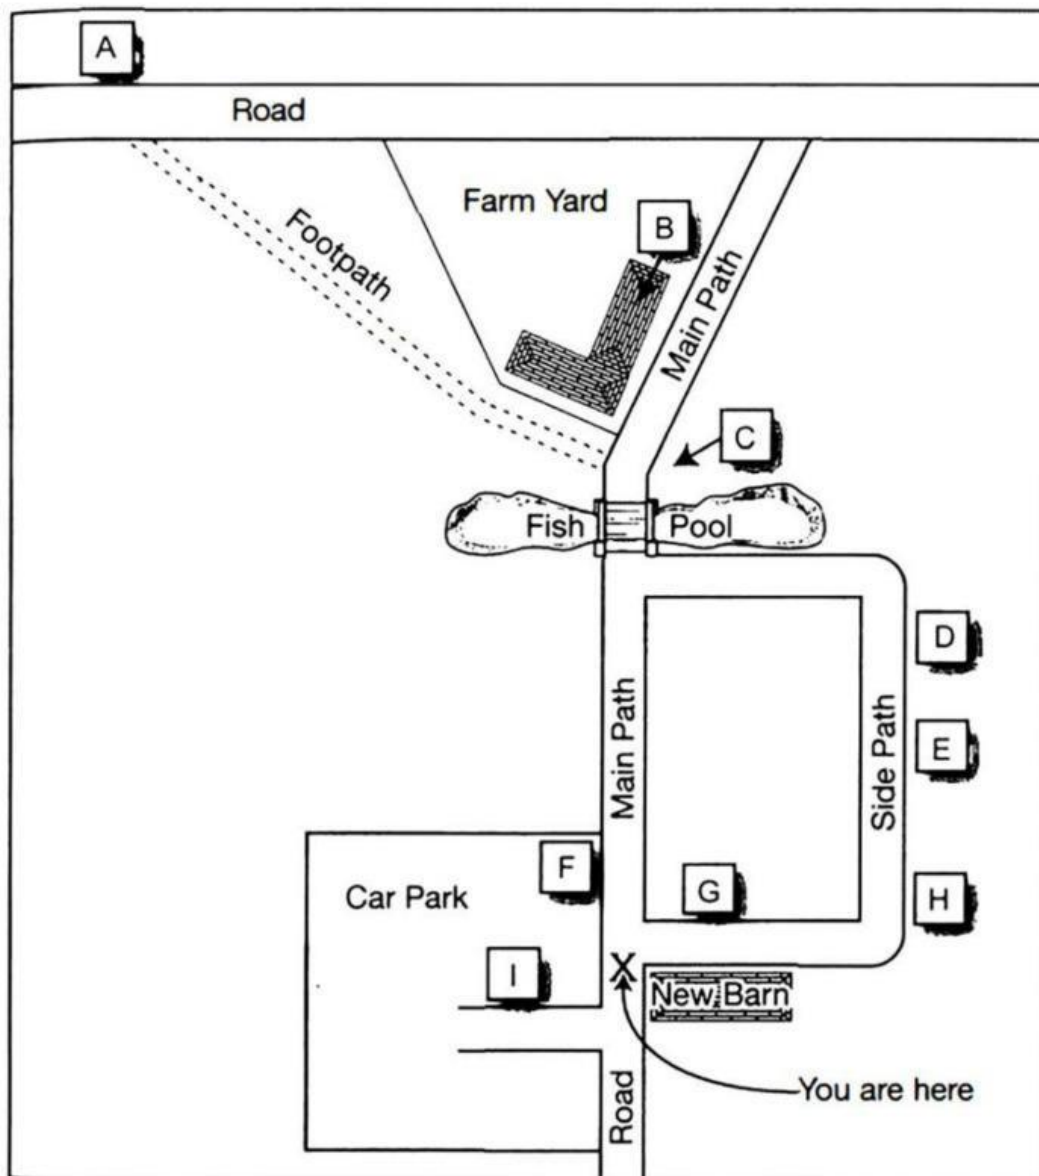 A
Road
Farm Yard
B
Footpath
Main Path
C
Fish Pool
D
Main Path
Side Path
E
F
Car Park
G
H
I
New Barn
You are here
Road
X